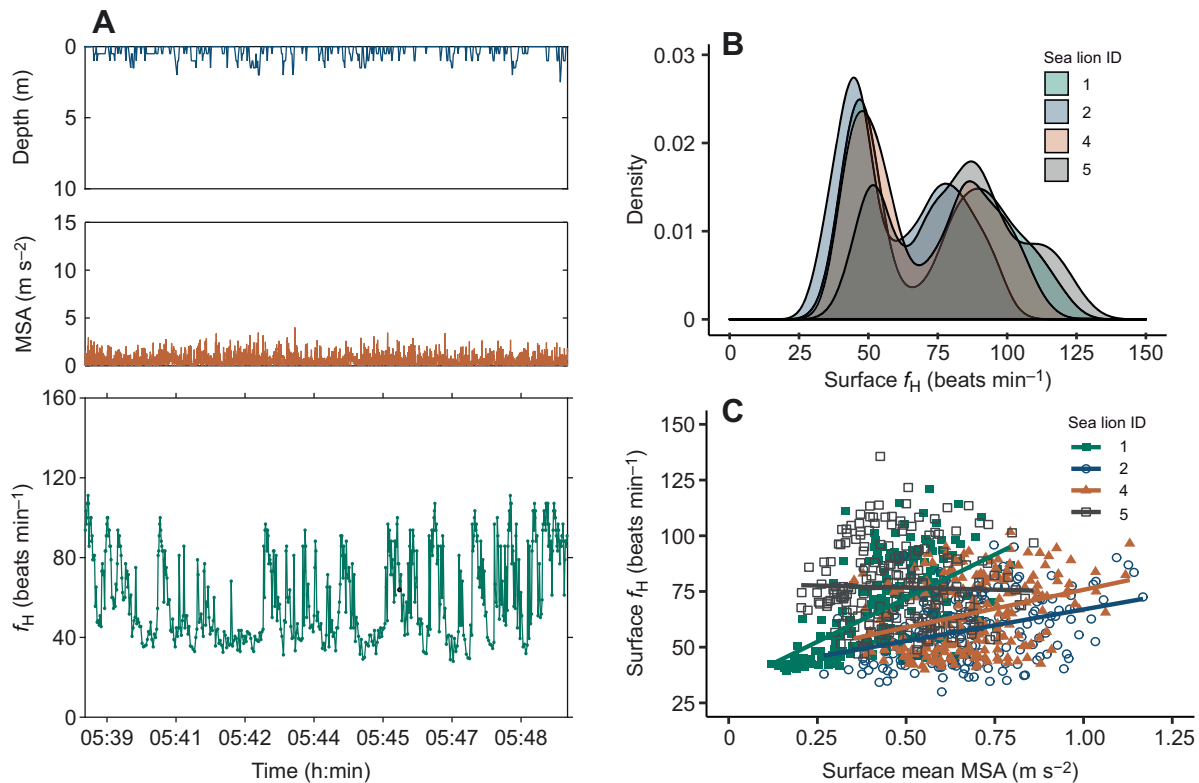 A
Depth (m)
0
5
10
MSA (m s–2)
15
10
5
0
fH (beats min–1)
160
120
80
40
0
05:39 05:41 05:42 05:44 05:45 05:47 05:48
Time (h:min)
B
Density
0.03
0.02
0.01
0
0 25 50 75 100 125 150
Surface fH (beats min–1)
Sea lion ID
1
2
4
5
C
Surface fH (beats min–1)
150
125
100
75
50
25
0 0.25 0.50 0.75 1.00 1.25
Surface mean MSA (m s–2)
Sea lion ID
1
2
4
5